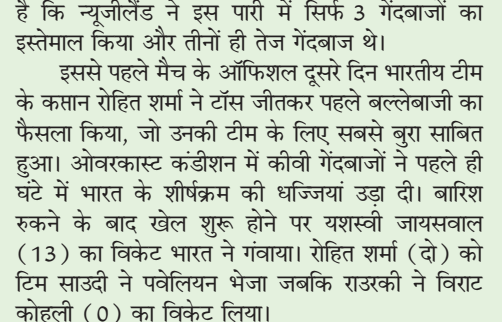 है कि न्यूजीलैंड ने इस पारी में सिर्फ 3 गेंदबाजों का
इस्तेमाल किया और तीनों ही तेज गेंदबाज थे।
इससे पहले मैच के ऑफिशल दूसरे दिन भारतीय टीम
के कप्तान रोहित शर्मा ने टॉस जीतकर पहले बल्लेबाजी का
फैसला किया, जो उनकी टीम के लिए सबसे बुरा साबित
हुआ। ओवरकास्ट कंडीशन में कीवी गेंदबाजों ने पहले ही
घंटे में भारत के शीर्षक्रम की धज्जियां उड़ा दी। बारिश
रुकने के बाद खेल शुरू होने पर यशस्वी जायसवाल
(13) का विकेट भारत ने गंवाया। रोहित शर्मा (दो) को
टिम साउदी ने पवेलियन भेजा जबकि राउरकी ने विराट
कोहली (0) का विकेट लिया।